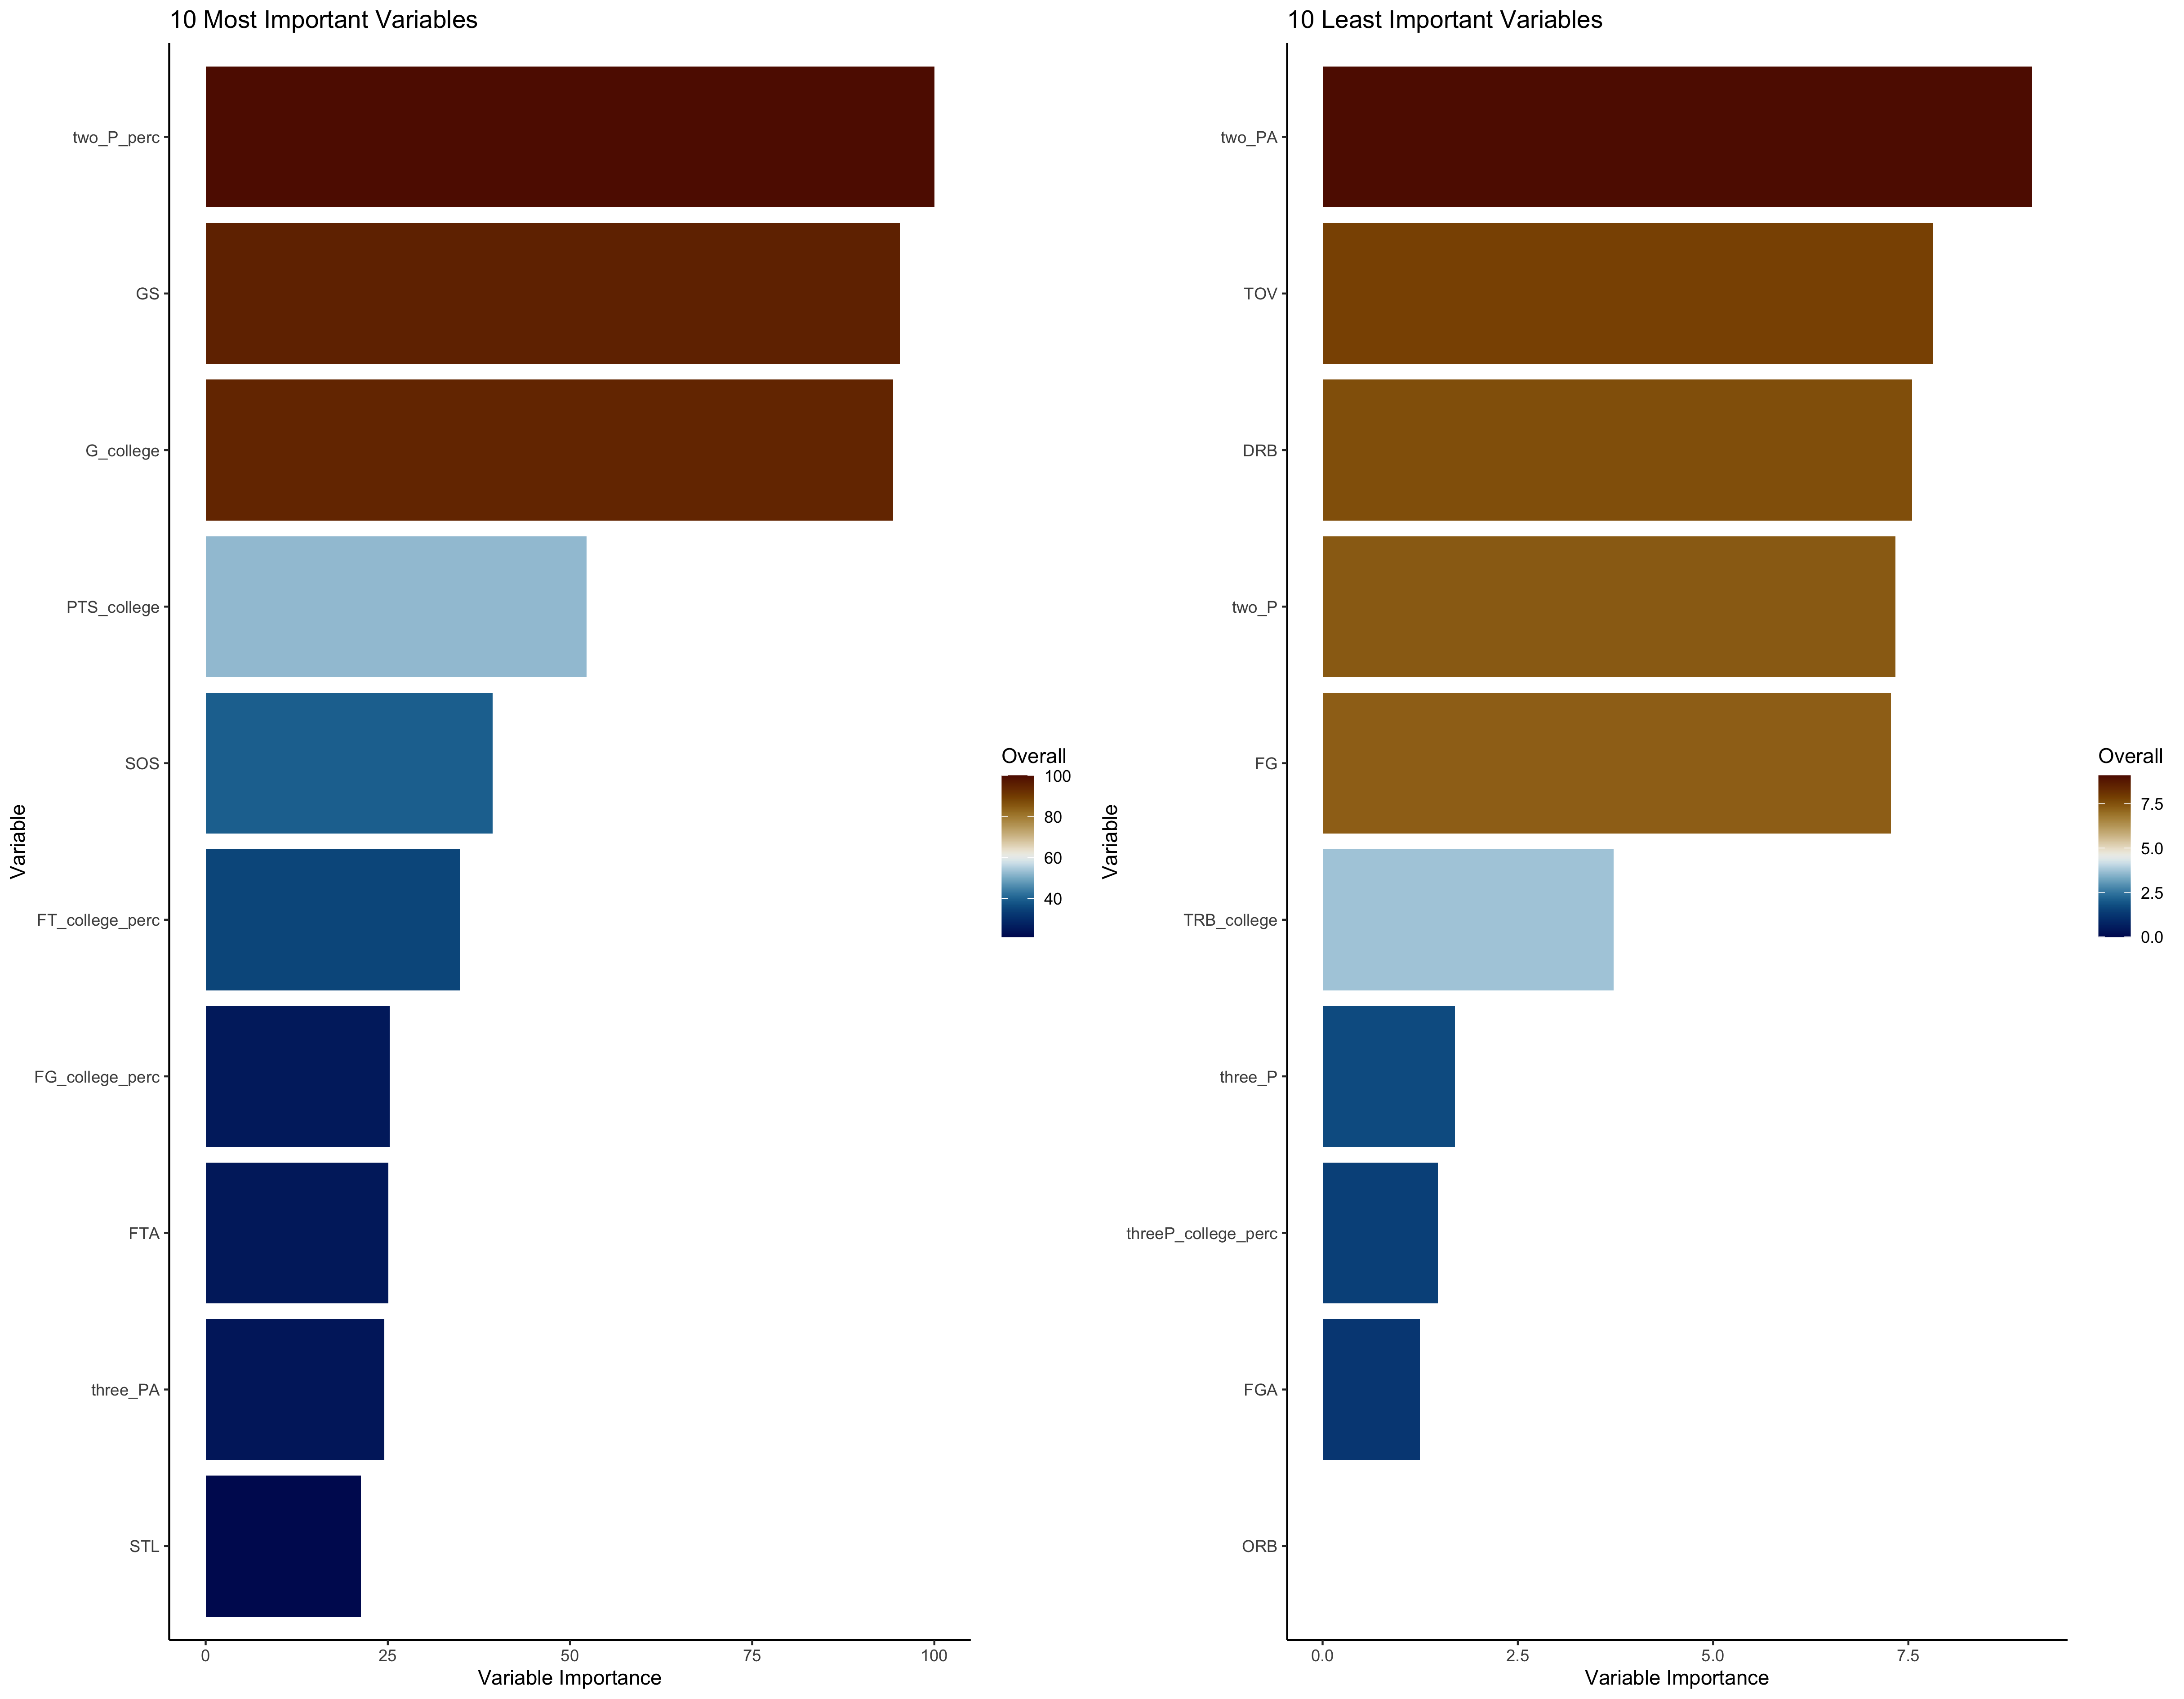 10 Most Important Variables
Variable
two_P_perc
GS
G_college
PTS_college
SOS
FT_college_perc
FG_college_perc
FTA
three_PA
STL
0 25 50 75 100
Variable Importance
Overall
100
80
60
40
10 Least Important Variables
Variable
two_PA
TOV
DRB
two_P
FG
TRB_college
three_P
threeP_college_perc
FGA
ORB
0.0 2.5 5.0 7.5
Variable Importance
Overall
7.5
5.0
2.5
0.0